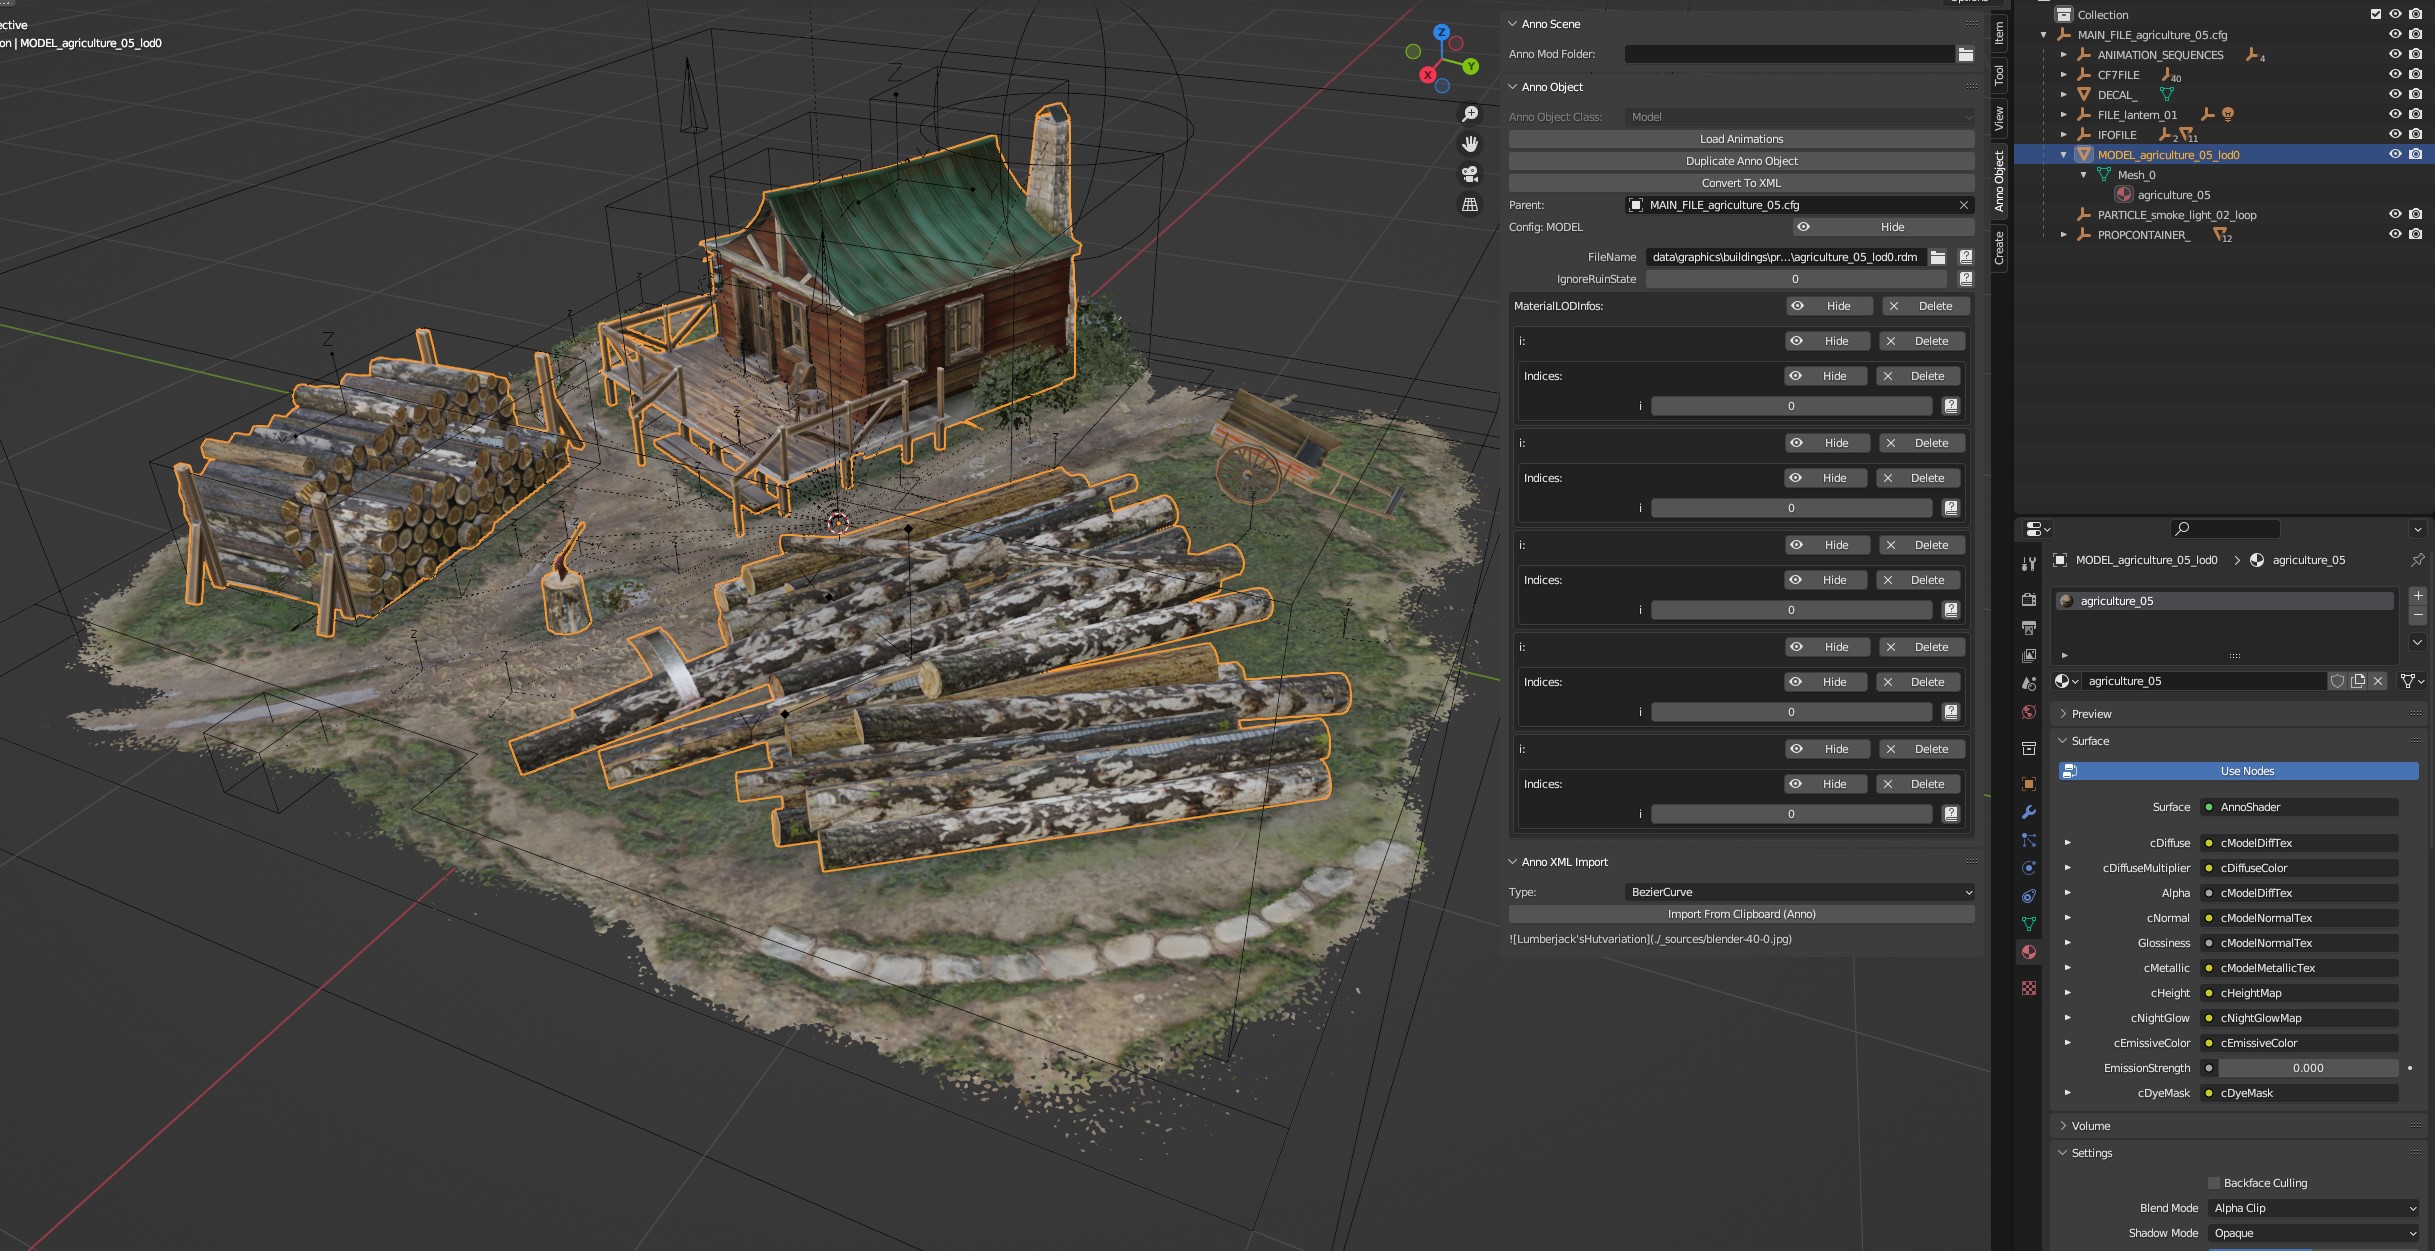 ctive
on | MODEL_agriculture_05_lod0
Z
Y
X
Anno Scene
Anno Mod Folder:
Anno Object
Anno Object Class: Model
Load Animations
Duplicate Anno Object
Convert To XML
Parent: MAIN_FILE_agriculture_05.cfg
Config: MODEL Hide
FileName data\graphics\buildings\pr...\agriculture_05_lod0.rdm
IgnoreRuinState 0
MaterialLODInfos: Hide Delete
i: Hide Delete
Indices: Hide Delete
i 0
i: Hide Delete
Indices: Hide Delete
i 0
i: Hide Delete
Indices: Hide Delete
i 0
i: Hide Delete
Indices: Hide Delete
i 0
i: Hide Delete
Indices: Hide Delete
i 0
Anno XML Import
Type: BezierCurve
Import From Clipboard (Anno)
![Lumberjack'sHutvariation](./_sources/blender-40-0.jpg)
Item
Tool
View
Anno Object
Create
Collection
MAIN_FILE_agriculture_05.cfg
ANIMATION_SEQUENCES 4
CF7FILE 40
DECAL_
FILE_lantern_01
IFOFILE 2 11
MODEL_agriculture_05_lod0
Mesh_0
agriculture_05
PARTICLE_smoke_light_02_loop
PROPCONTAINER_ 12
MODEL_agriculture_05_lod0 agriculture_05
agriculture_05
agriculture_05
Preview
Surface
Use Nodes
Surface AnnoShader
cDiffuse cModelDiffTex
cDiffuseMultiplier cDiffuseColor
Alpha cModelDiffTex
cNormal cModelNormalTex
Glossiness cModelNormalTex
cMetallic cModelMetallicTex
cHeight cHeightMap
cNightGlow cNightGlowMap
cEmissiveColor cEmissiveColor
EmissionStrength 0.000
cDyeMask cDyeMask
Volume
Settings
Backface Culling
Blend Mode Alpha Clip
Shadow Mode Opaque